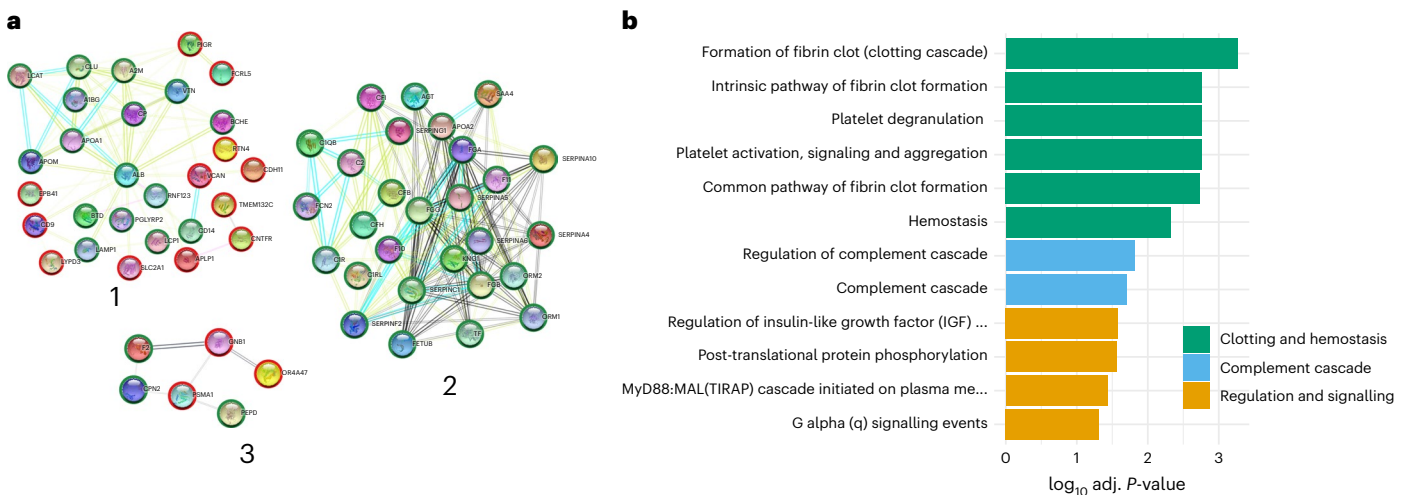 a
PIGR
FCRL5
LCAT
CLU
A2M
VTN
A1BG
CP
BCHE
APOA1
RTN4
APOM
ALB
VCAN
CDH11
EPB41
RNF123
TMEM132C
CD9
BTD
PGLYRP2
CD14
CNTFR
LAMP1
LCP1
LYPD3
SLC2A1
APLP1
1
CFI
AGT
SAA4
C1QB
SERPING1
APOA2
C2
FGA
SERPINA10
F11
CFB
SERPINA5
FCN2
FGG
CFH
SERPINA6
SERPINA4
F10
C1R
KNG1
C1RL
ORM2
SERPINC1
FGB
SERPINF2
ORM1
FETUB
TF
2
F2
GNB1
OR4A47
CPN2
PSMA1
PEPD
3
b
Formation of fibrin clot (clotting cascade)
Intrinsic pathway of fibrin clot formation
Platelet degranulation
Platelet activation, signaling and aggregation
Common pathway of fibrin clot formation
Hemostasis
Regulation of complement cascade
Complement cascade
Regulation of insulin-like growth factor (IGF) ...
Post-translational protein phosphorylation
MyD88:MAL(TIRAP) cascade initiated on plasma me...
G alpha (q) signalling events
Clotting and hemostasis
Complement cascade
Regulation and signalling
0 1 2 3
log10 adj. P-value